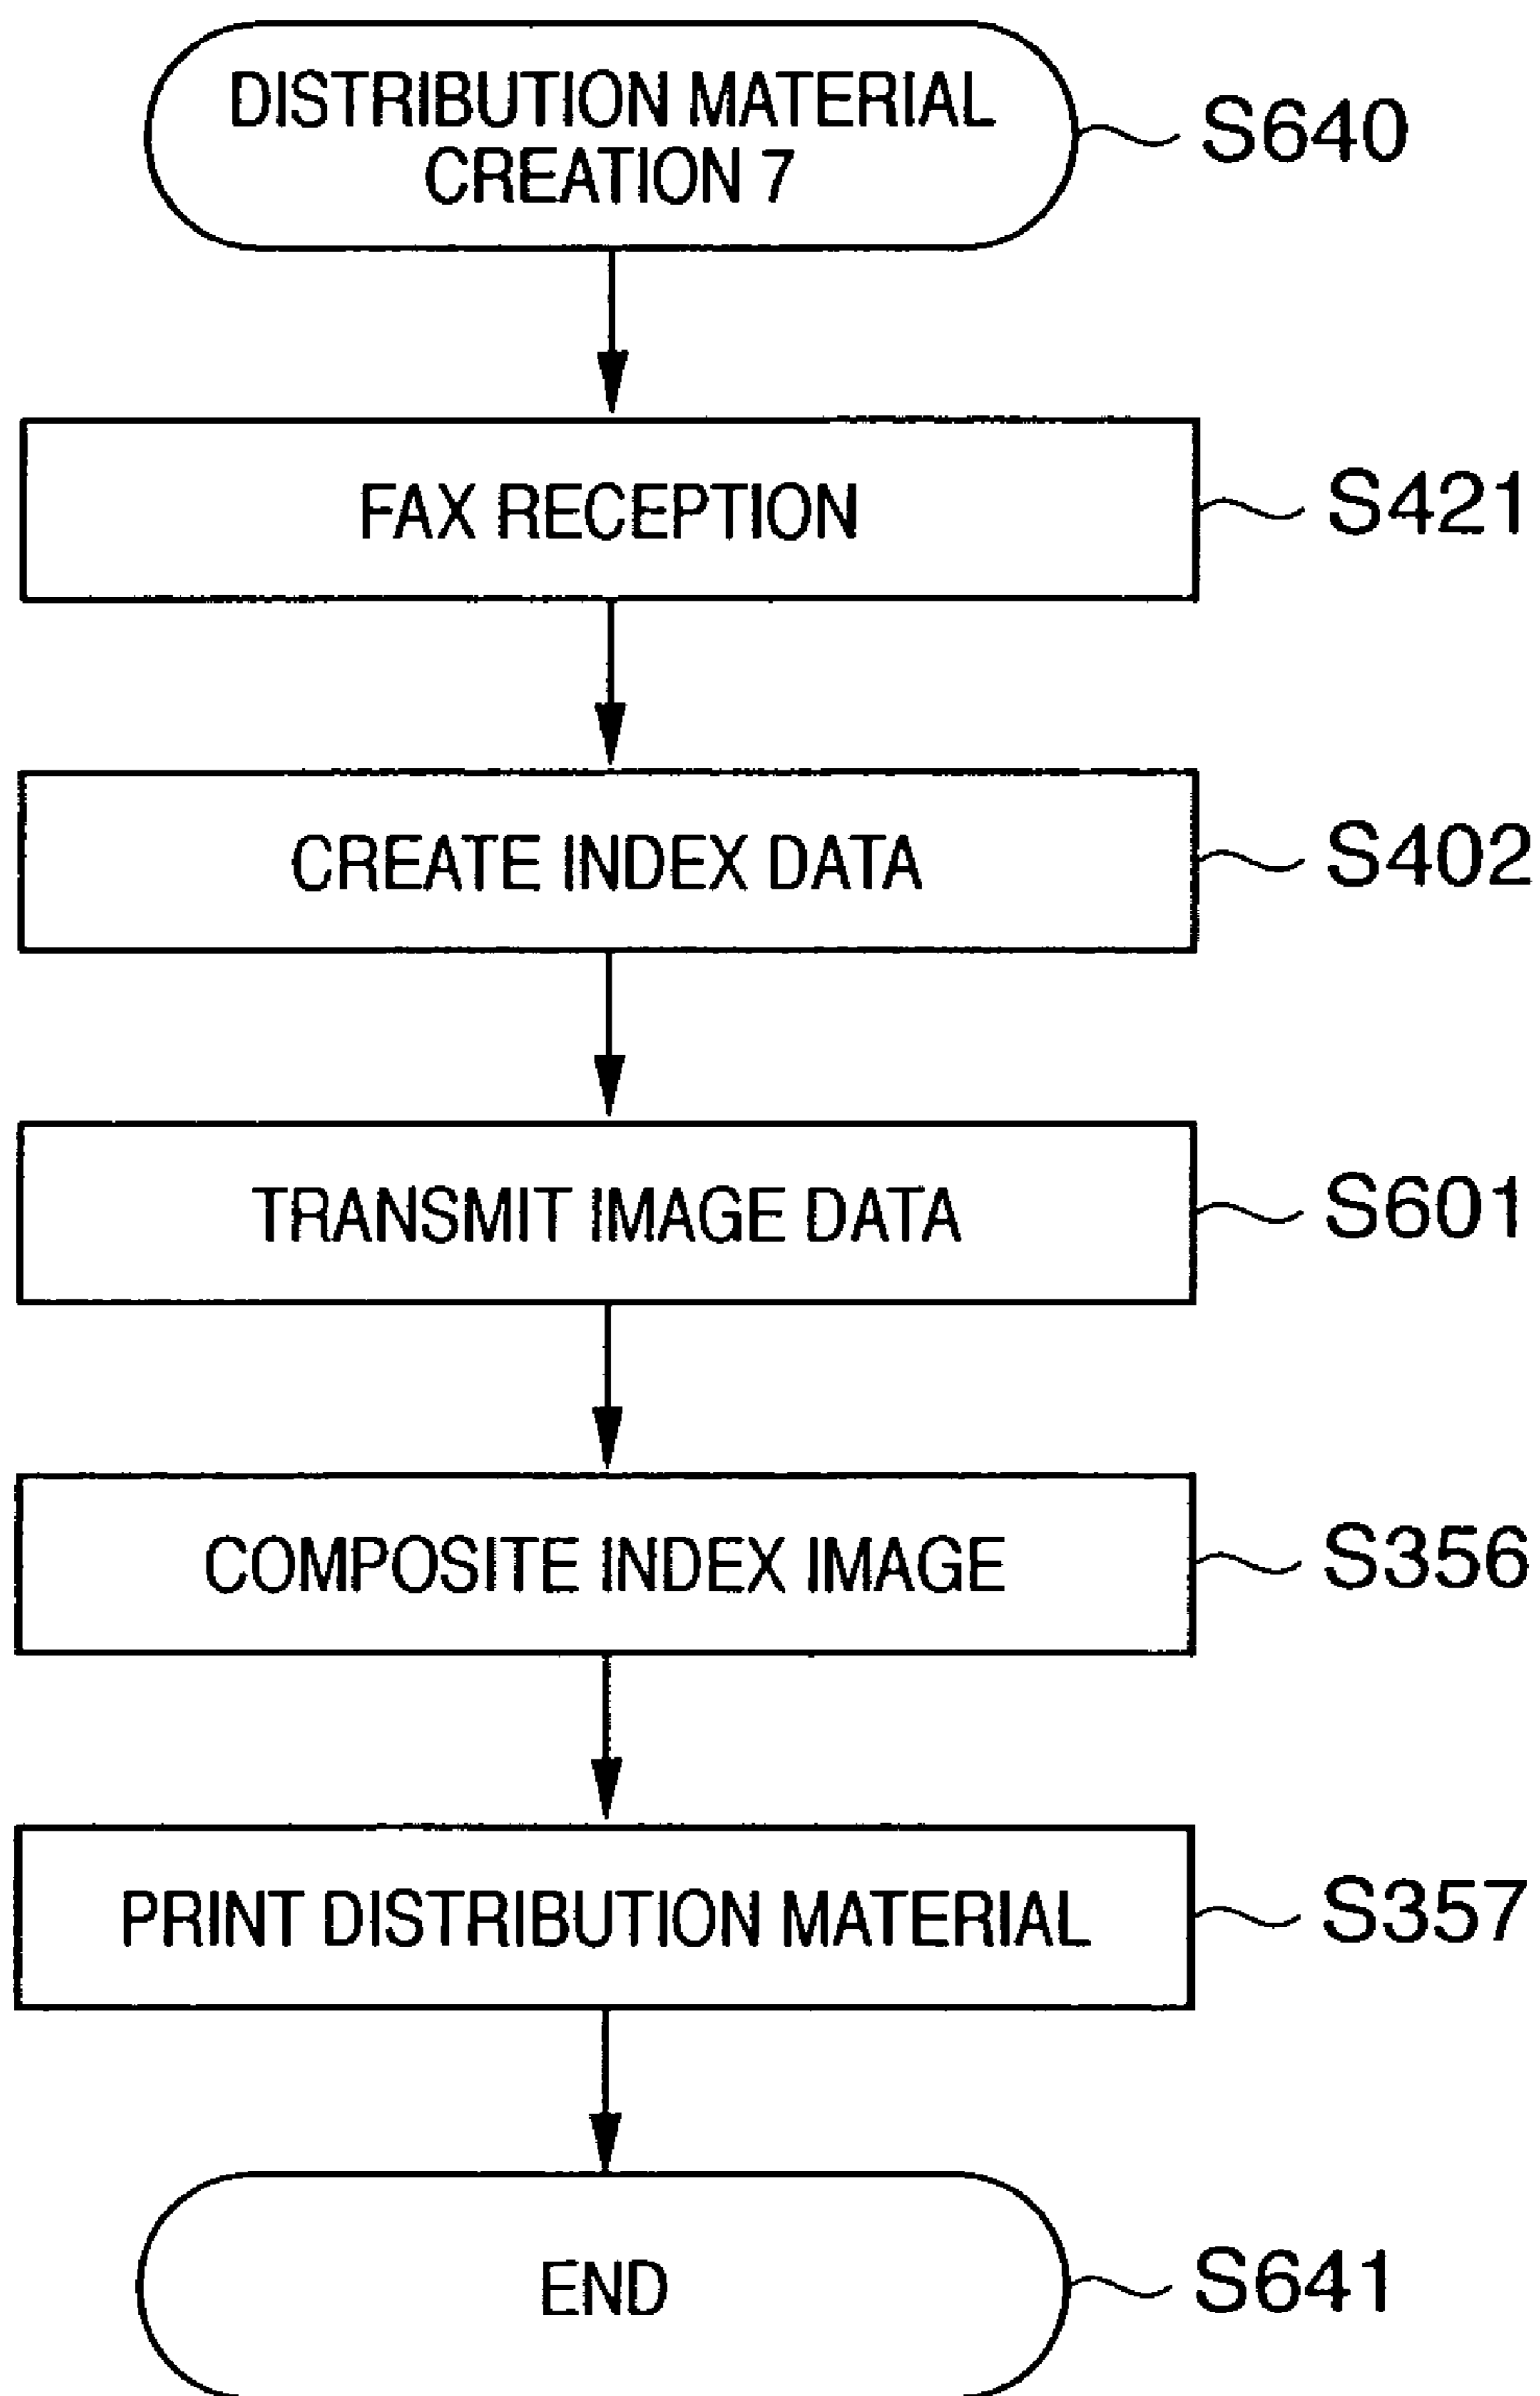 DISTRIBUTION MATERIAL
CREATION 7
S640
FAX RECEPTION
S421
CREATE INDEX DATA
S402
TRANSMIT IMAGE DATA
S601
COMPOSITE INDEX IMAGE
S356
PRINT DISTRIBUTION MATERIAL
S357
END
S641